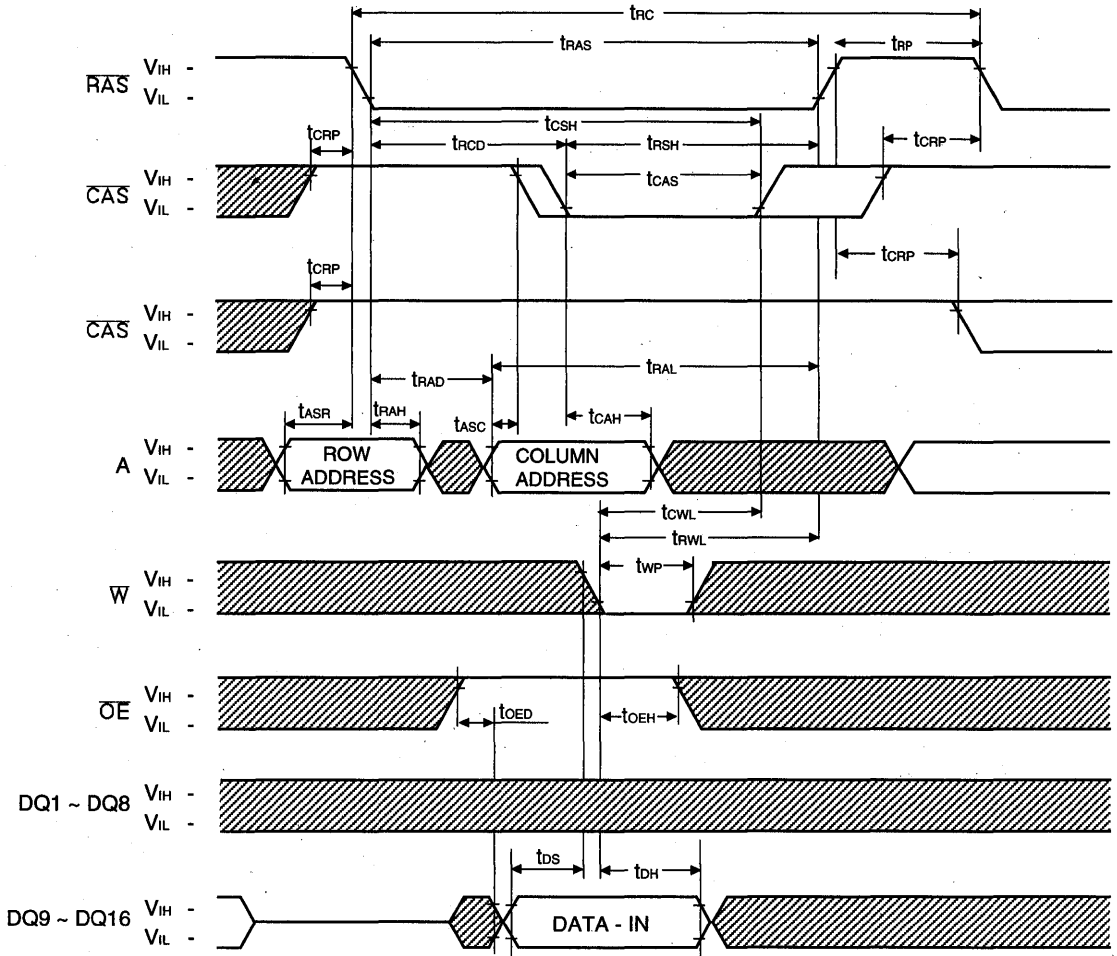 tRC
tRAS
tRP
RAS
VIH -
VIL -
tCSH
tCRP
tRCD
tRSH
tCRP
CAS
VIH -
VIL -
tCAS
tCRP
tCRP
CAS
VIH -
VIL -
tRAD
tRAL
tASR
tRAH
tASC
tCAH
A
VIH -
VIL -
ROW
ADDRESS
COLUMN
ADDRESS
tCWL
tRWL
W
VIH -
VIL -
tWP
OE
VIH -
VIL -
tOED
tOEH
DQ1 ~ DQ8
VIH -
VIL -
tDS
tDH
DQ9 ~ DQ16
VIH -
VIL -
DATA - IN